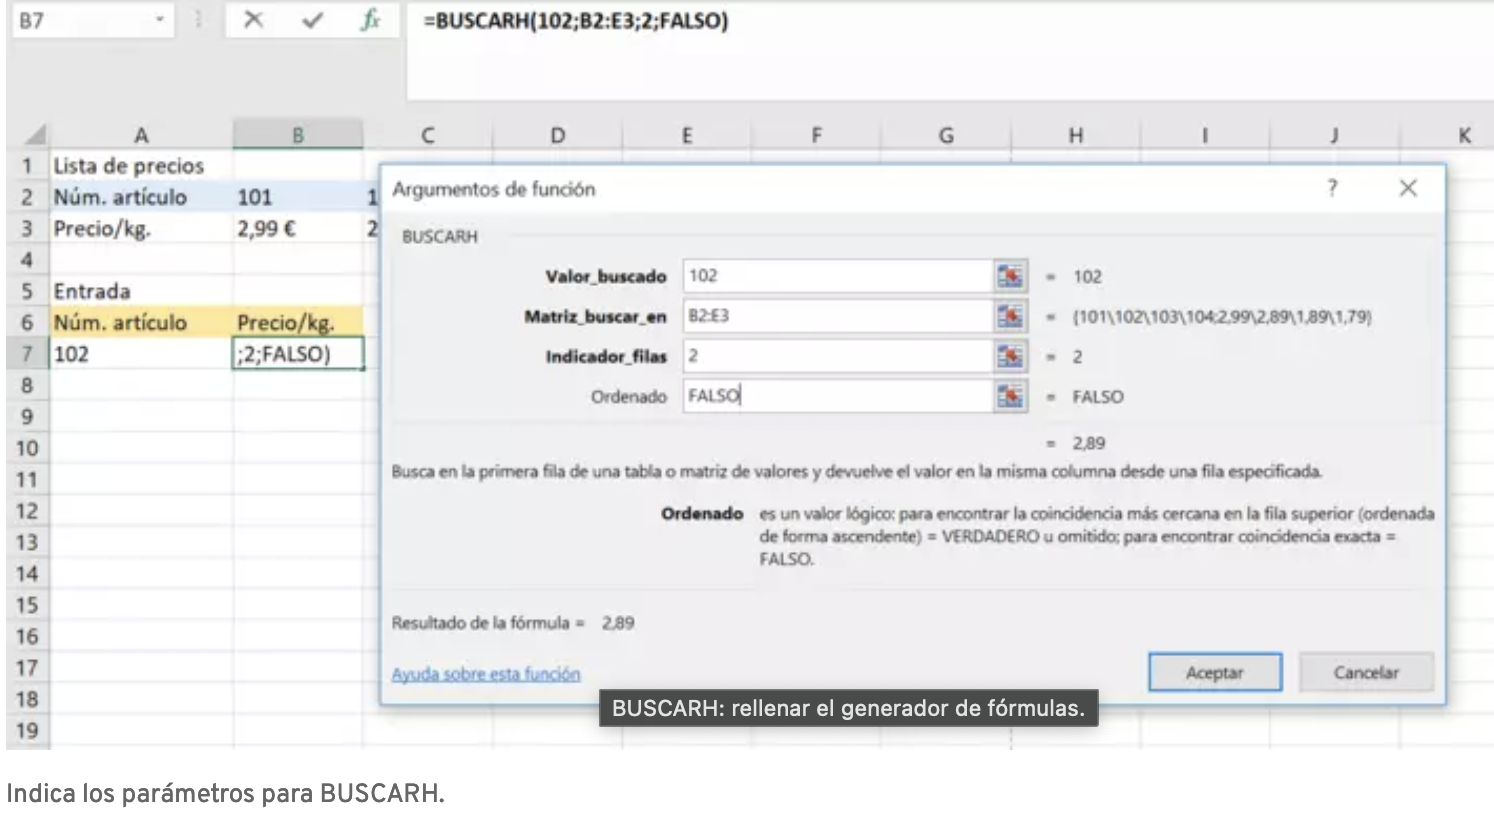 B7
fx
=BUSCARH(102;B2:E3;2;FALSO)
A B C D E F G H I J K
1 Lista de precios
2 Núm. artículo 101 1
3 Precio/kg. 2,99 € 2
4
5 Entrada
6 Núm. artículo Precio/kg.
7 102 ;2;FALSO)
8
9
10
11
12
13
14
15
16
17
18
19
Argumentos de función ?
BUSCARH
Valor_buscado 102 = 102
Matriz_buscar_en B2:E3 = {101\102\103\104;2,99\2,89\1,89\1,79}
Indicador_filas 2 = 2
Ordenado FALSO = FALSO
= 2,89
Busca en la primera fila de una tabla o matriz de valores y devuelve el valor en la misma columna desde una fila especificada.
Ordenado es un valor lógico: para encontrar la coincidencia más cercana en la fila superior (ordenada
de forma ascendente) = VERDADERO u omitido; para encontrar coincidencia exacta =
FALSO.
Resultado de la fórmula = 2,89
Ayuda sobre esta función
Aceptar Cancelar
BUSCARH: rellenar el generador de fórmulas.
Indica los parámetros para BUSCARH.